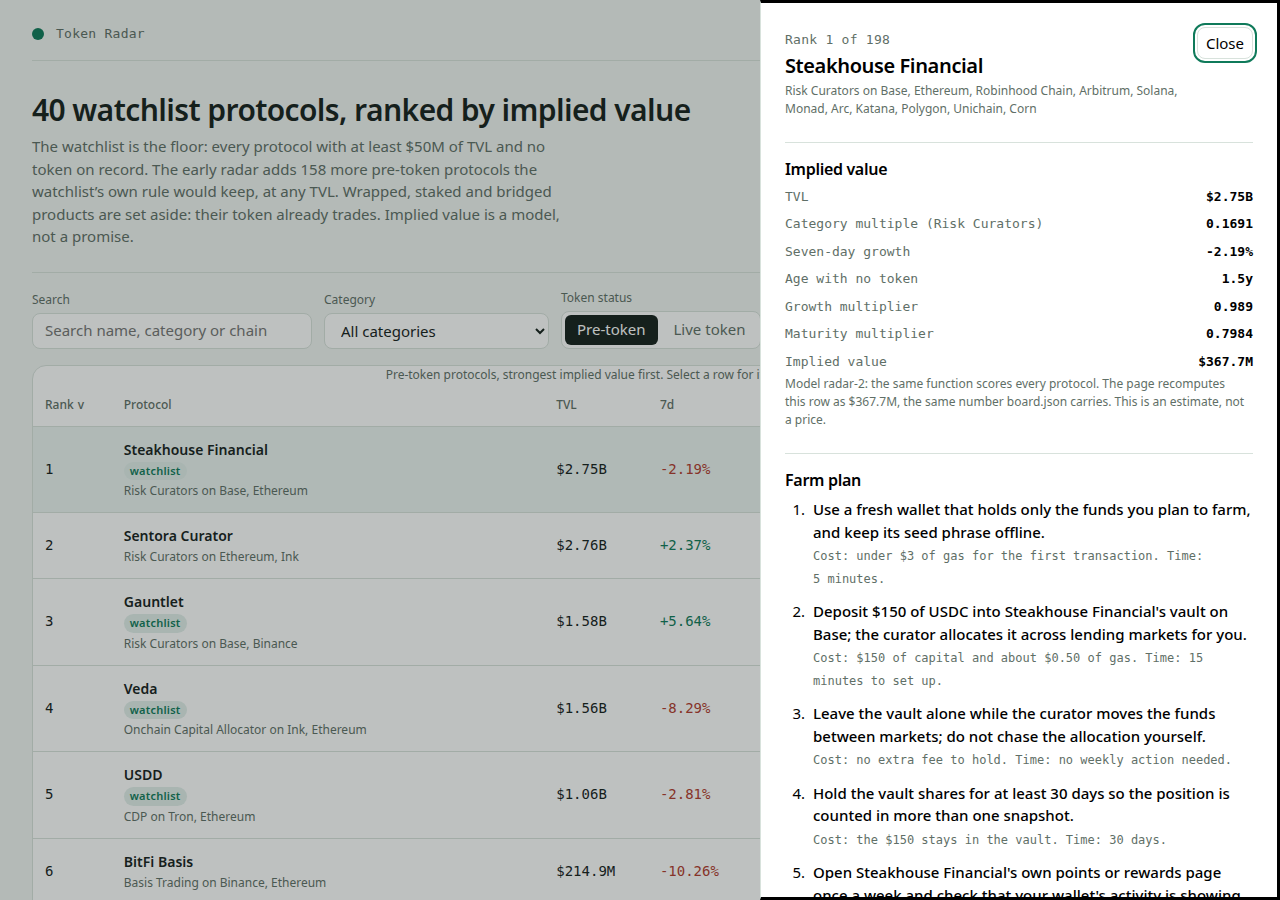 Token Radar
40 watchlist protocols, ranked by implied value
The watchlist is the floor: every protocol with at least $50M of TVL and no
token on record. The early radar adds 158 more pre-token protocols the
watchlist's own rule would keep, at any TVL. Wrapped, staked and bridged
products are set aside: their token already trades. Implied value is a model,
not a promise.
Search
Category
Token status
Search name, category or chain
All categories
Pre-token
Live token
Pre-token protocols, strongest implied value first. Select a row for i
Rank v
Protocol
TVL
7d
1
Steakhouse Financial
watchlist
Risk Curators on Base, Ethereum
$2.75B
-2.19%
2
Sentora Curator
Risk Curators on Ethereum, Ink
$2.76B
+2.37%
3
Gauntlet
watchlist
Risk Curators on Base, Binance
$1.58B
+5.64%
4
Veda
watchlist
Onchain Capital Allocator on Ink, Ethereum
$1.56B
-8.29%
5
USDD
watchlist
CDP on Tron, Ethereum
$1.06B
-2.81%
6
BitFi Basis
Basis Trading on Binance, Ethereum
$214.9M
-10.26%
Rank 1 of 198
Close
Steakhouse Financial
Risk Curators on Base, Ethereum, Robinhood Chain, Arbitrum, Solana,
Monad, Arc, Katana, Polygon, Unichain, Corn
Implied value
TVL $2.75B
Category multiple (Risk Curators) 0.1691
Seven-day growth -2.19%
Age with no token 1.5y
Growth multiplier 0.989
Maturity multiplier 0.7984
Implied value $367.7M
Model radar-2: the same function scores every protocol. The page recomputes
this row as $367.7M, the same number board.json carries. This is an estimate, not
a price.
Farm plan
1. Use a fresh wallet that holds only the funds you plan to farm,
and keep its seed phrase offline.
Cost: under $3 of gas for the first transaction. Time:
5 minutes.
2. Deposit $150 of USDC into Steakhouse Financial's vault on
Base; the curator allocates it across lending markets for you.
Cost: $150 of capital and about $0.50 of gas. Time: 15
minutes to set up.
3. Leave the vault alone while the curator moves the funds
between markets; do not chase the allocation yourself.
Cost: no extra fee to hold. Time: no weekly action needed.
4. Hold the vault shares for at least 30 days so the position is
counted in more than one snapshot.
Cost: the $150 stays in the vault. Time: 30 days.
5. Open Steakhouse Financial's own points or rewards page
once a week and check that your wallet's activity is showing